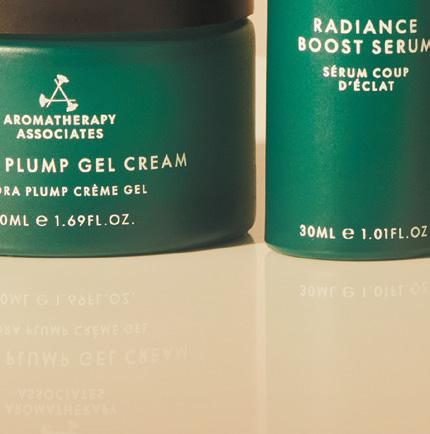 AROMATHERAPY
ASSOCIATES
PLUMP GEL CREAM
PLUMP CRÈME GEL
0ML e 1.69FL.OZ.
RADIANCE
BOOST SERUM
SÉRUM COUP
D'ÉCLAT
30ML e 1.01FL.OZ